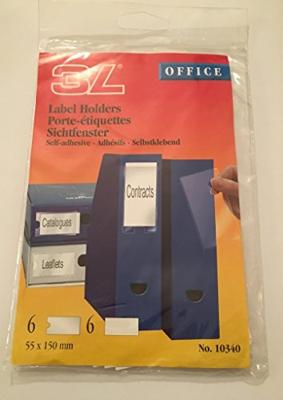 3L
OFFICE
Label Holders
Porte-étiquettes
Sichtfenster
Self-adhesive - Adhésifs - Selbstklebend
Contracts
Catalogues
Leaflets
6 6
55 x 150 mm
No. 10340